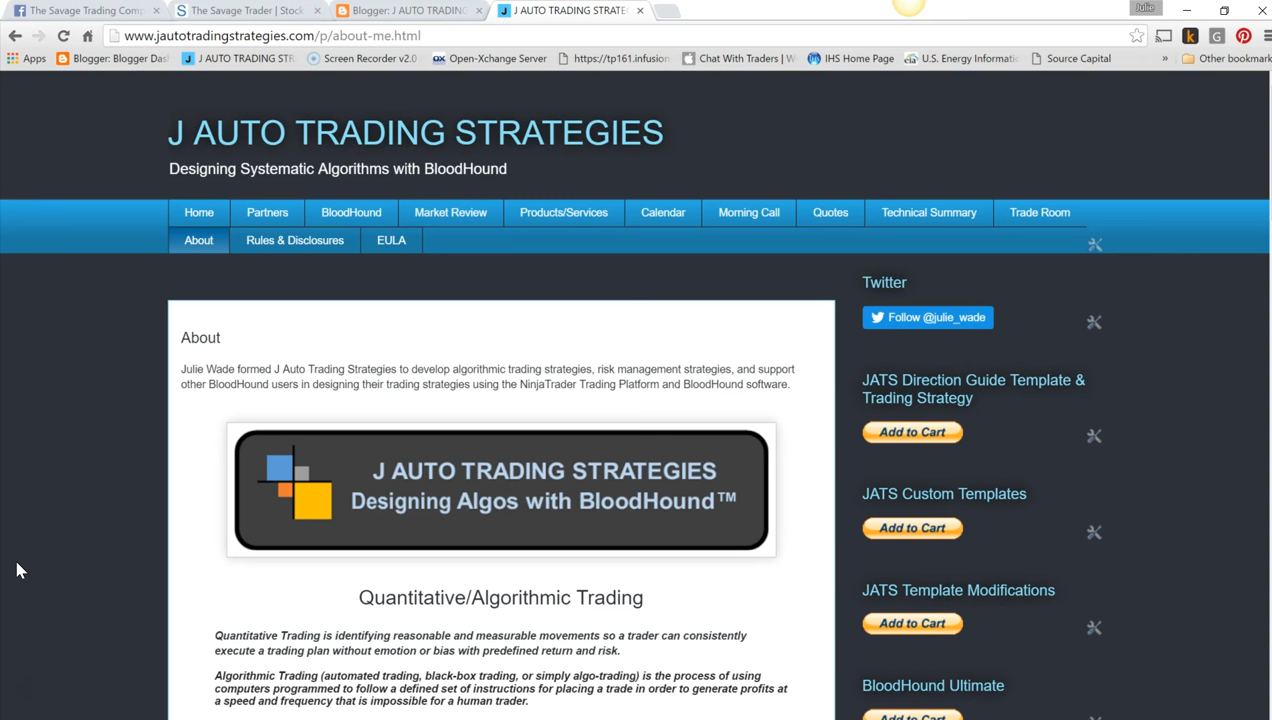 The Savage Trading Comp
The Savage Trader | Stock
Blogger: J AUTO TRADING
J AUTO TRADING STRATE
Julie
www.jautotradingstrategies.com/p/about-me.html
Apps
Blogger: Blogger Das
J AUTO TRADING STR
Screen Recorder v2.0
Open-Xchange Server
https://tp161.infusion
Chat With Traders | W
IHS Home Page
U.S. Energy Informati
Source Capital
»
Other bookmark
J AUTO TRADING STRATEGIES
Designing Systematic Algorithms with BloodHound
Home Partners BloodHound Market Review Products/Services Calendar Morning Call Quotes Technical Summary Trade Room
About Rules & Disclosures EULA
About
Julie Wade formed J Auto Trading Strategies to develop algorithmic trading strategies, risk management strategies, and support
other BloodHound users in designing their trading strategies using the NinjaTrader Trading Platform and BloodHound software.
J AUTO TRADING STRATEGIES
Designing Algos with BloodHound™
Quantitative/Algorithmic Trading
Quantitative Trading is identifying reasonable and measurable movements so a trader can consistently
execute a trading plan without emotion or bias with predefined return and risk.
Algorithmic Trading (automated trading, black-box trading, or simply algo-trading) is the process of using
computers programmed to follow a defined set of instructions for placing a trade in order to generate profits at
a speed and frequency that is impossible for a human trader.
Twitter
Follow @julie_wade
JATS Direction Guide Template &
Trading Strategy
Add to Cart
JATS Custom Templates
Add to Cart
JATS Template Modifications
Add to Cart
BloodHound Ultimate
Add to Cart